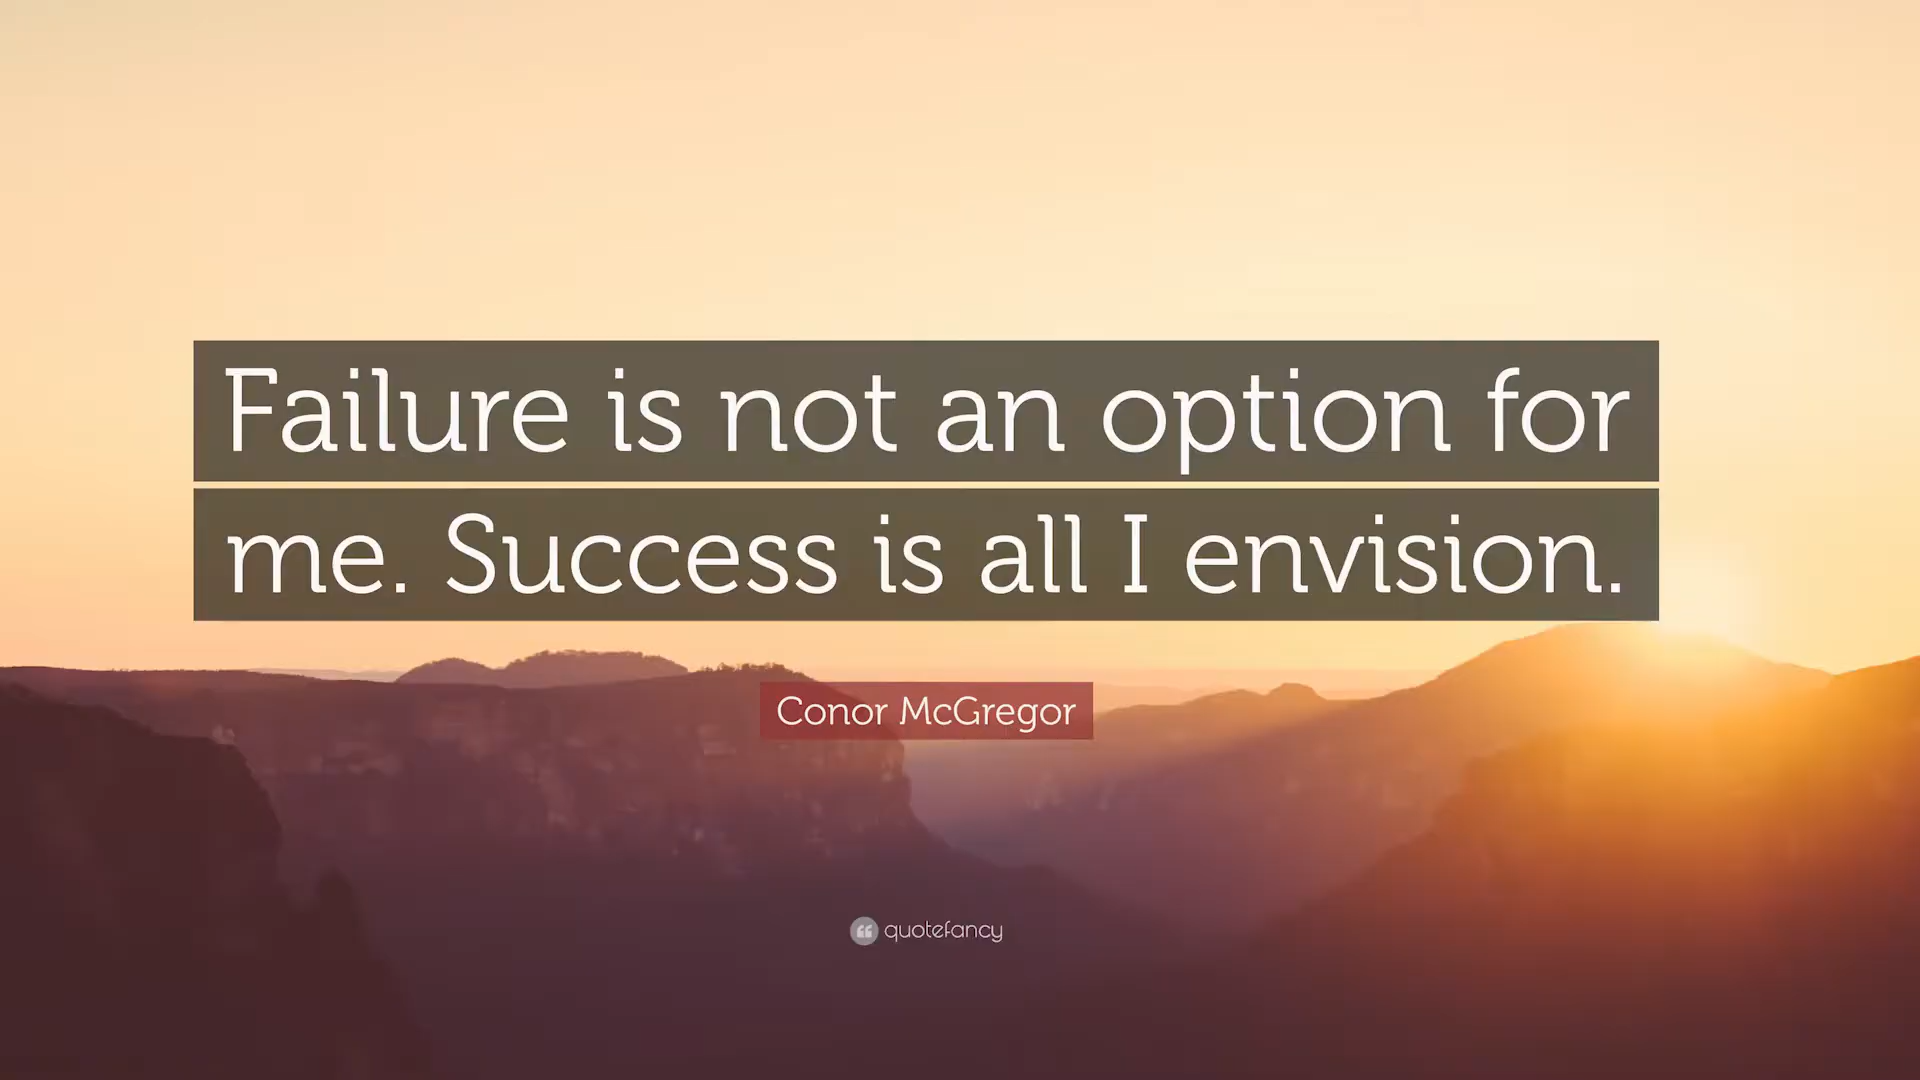 Failure is not an option for
me. Success is all I envision.
Conor McGregor
quotefancy